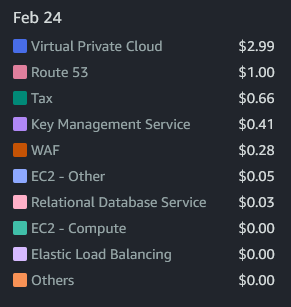 Feb 24
Virtual Private Cloud $2.99
Route 53 $1.00
Tax $0.66
Key Management Service $0.41
WAF $0.28
EC2 - Other $0.05
Relational Database Service $0.03
EC2 - Compute $0.00
Elastic Load Balancing $0.00
Others $0.00